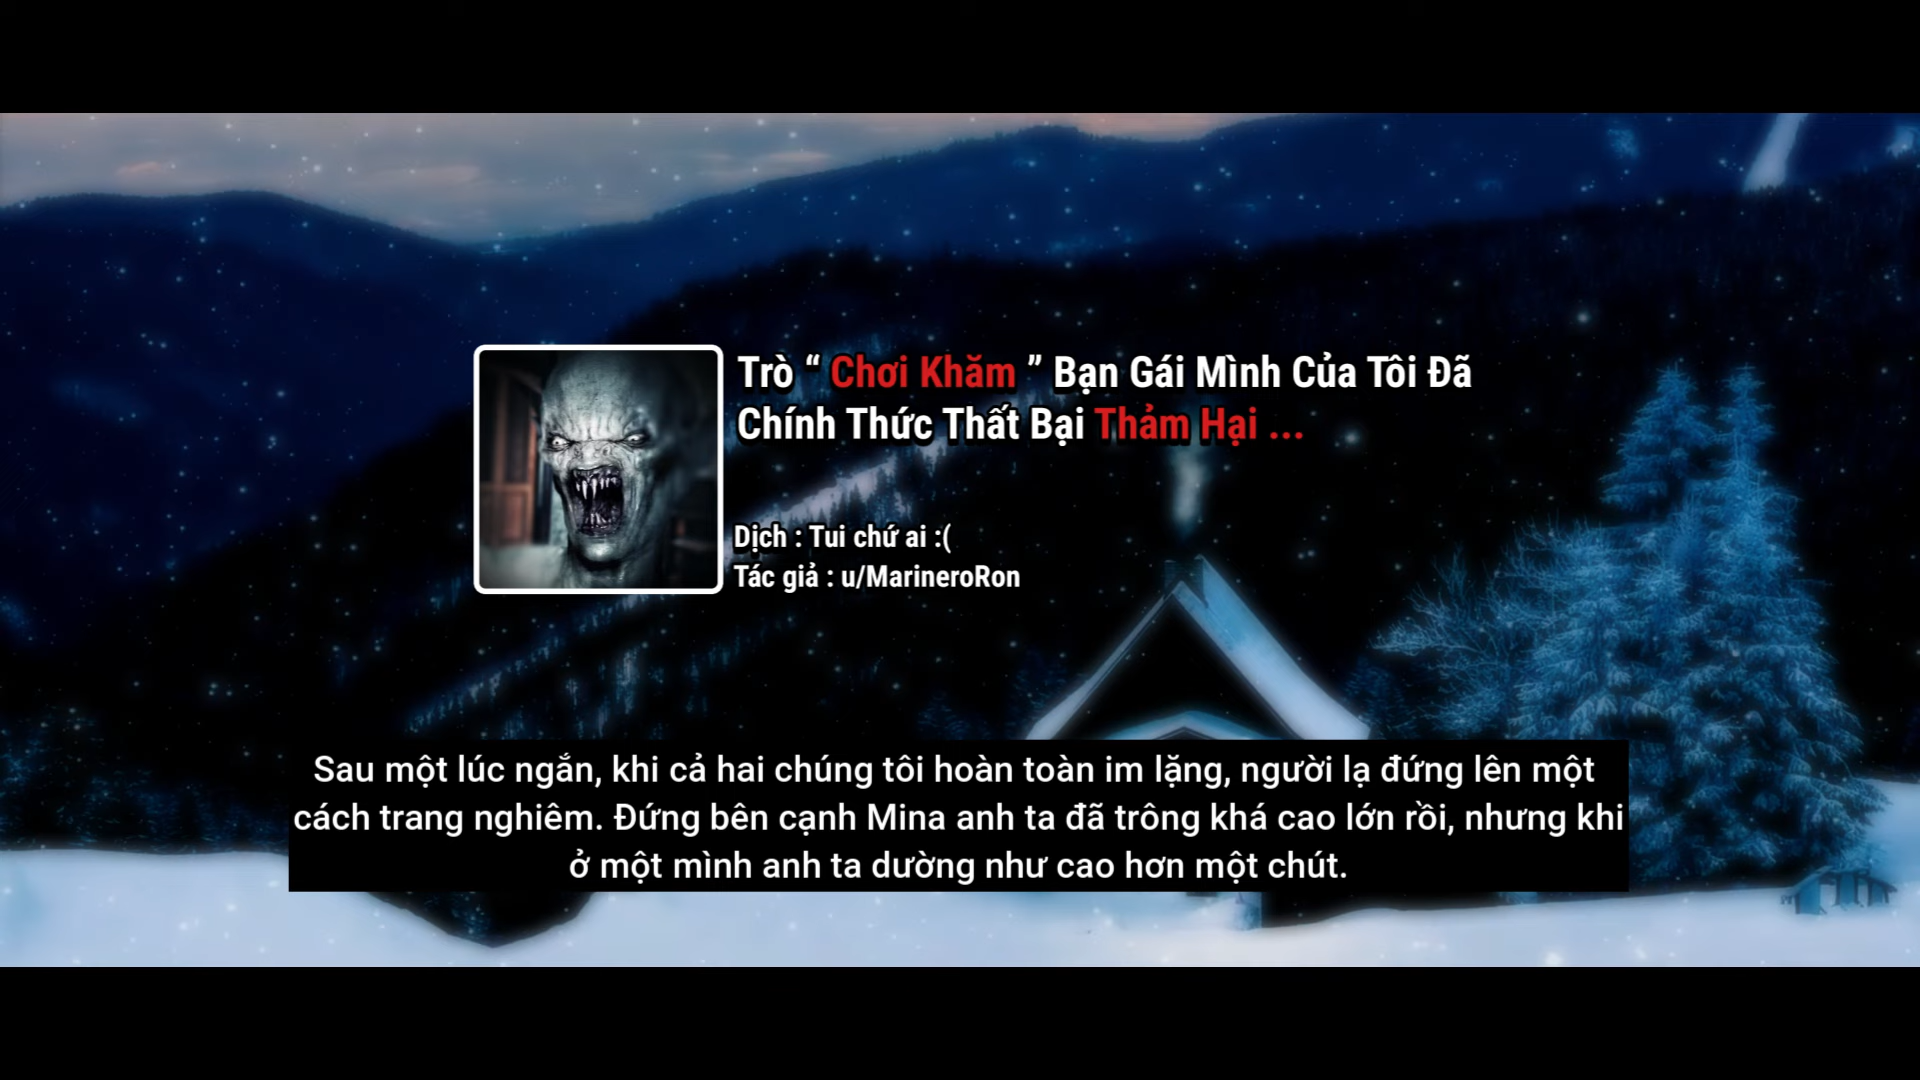 Trò “ Chơi Khăm ” Bạn Gái Mình Của Tôi Đã
Chính Thức Thất Bại Thảm Hại ...
Dịch : Tui chứ ai :(
Tác giả : u/MarineroRon
Sau một lúc ngắn, khi cả hai chúng tôi hoàn toàn im lặng, người lạ đứng lên một
cách trang nghiêm. Đứng bên cạnh Mina anh ta đã trông khá cao lớn rồi, nhưng khi
ở một mình anh ta dường như cao hơn một chút.